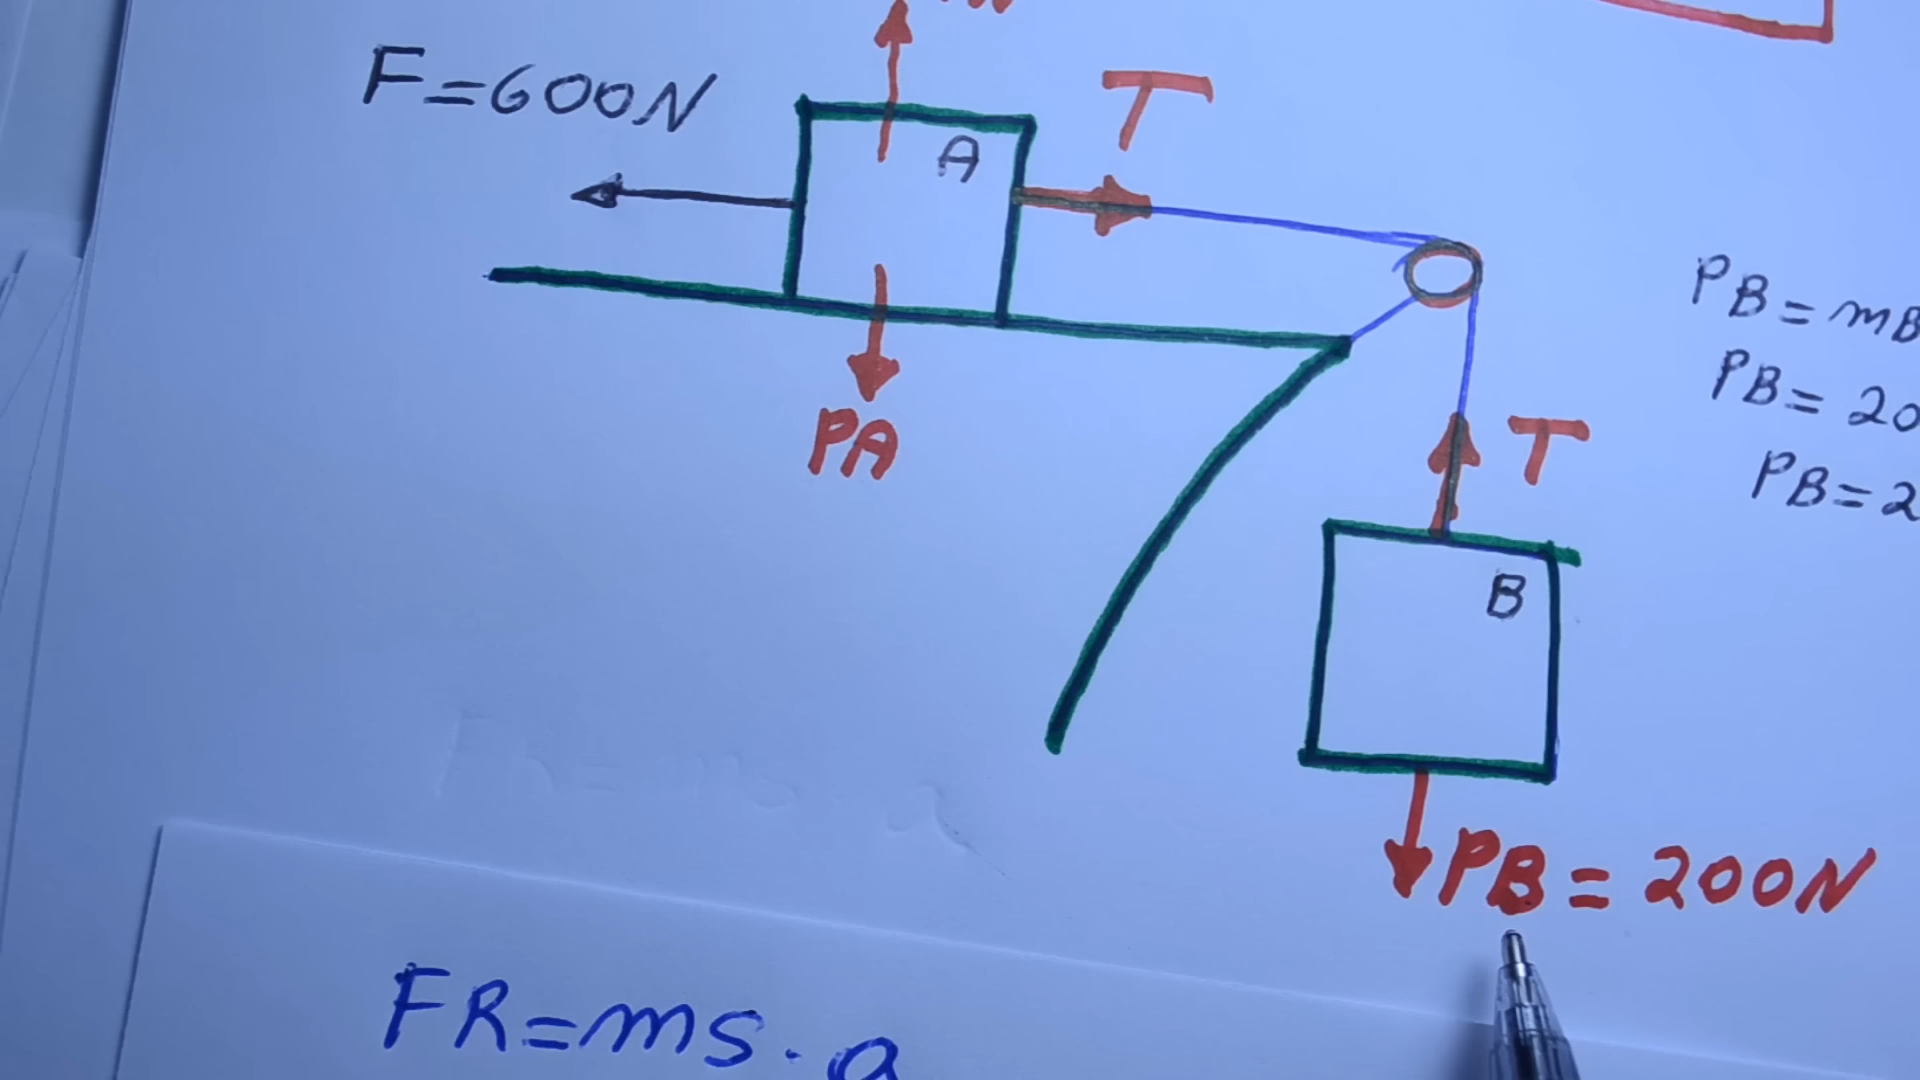 F=600N
A
T
PA
PB=mB
PB=20
PB=2
T
B
PB=200N
FR=ms.a